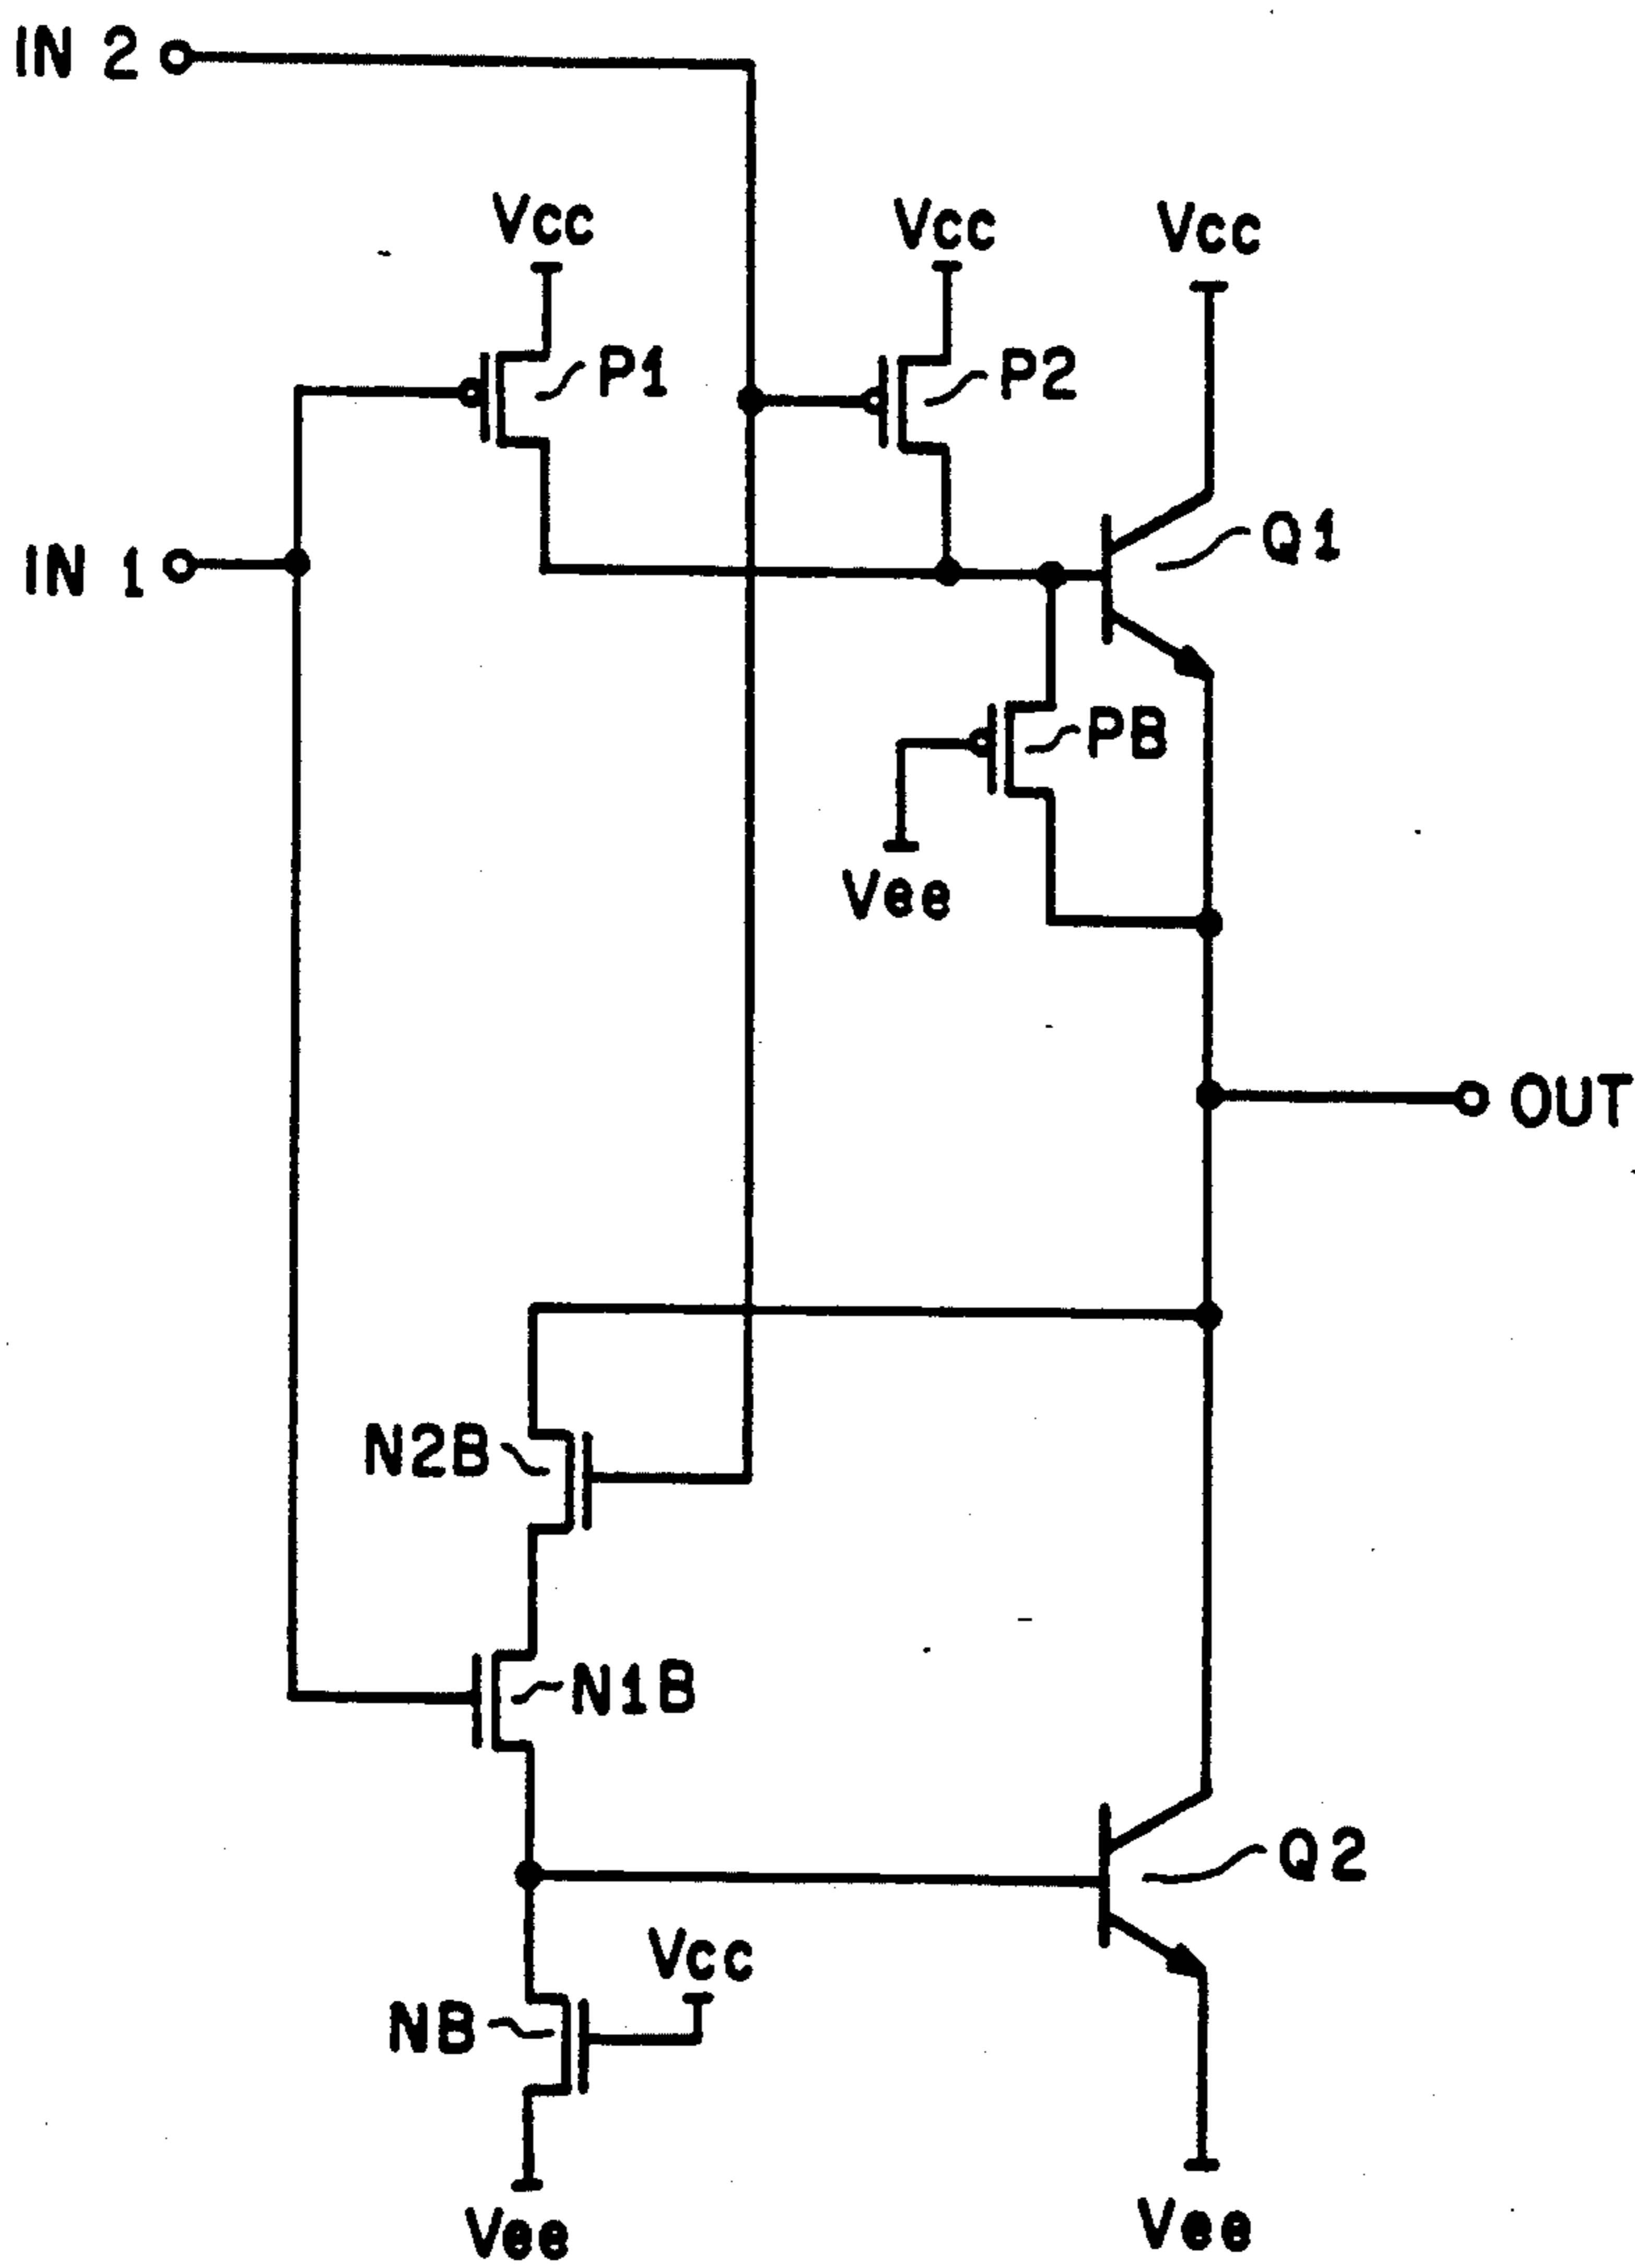 IN 2
Vcc
Vcc
Vcc
P1
P2
Q1
IN 1
PB
Vee
OUT
N2B
N1B
Q2
Vcc
NB
Vee
Vee